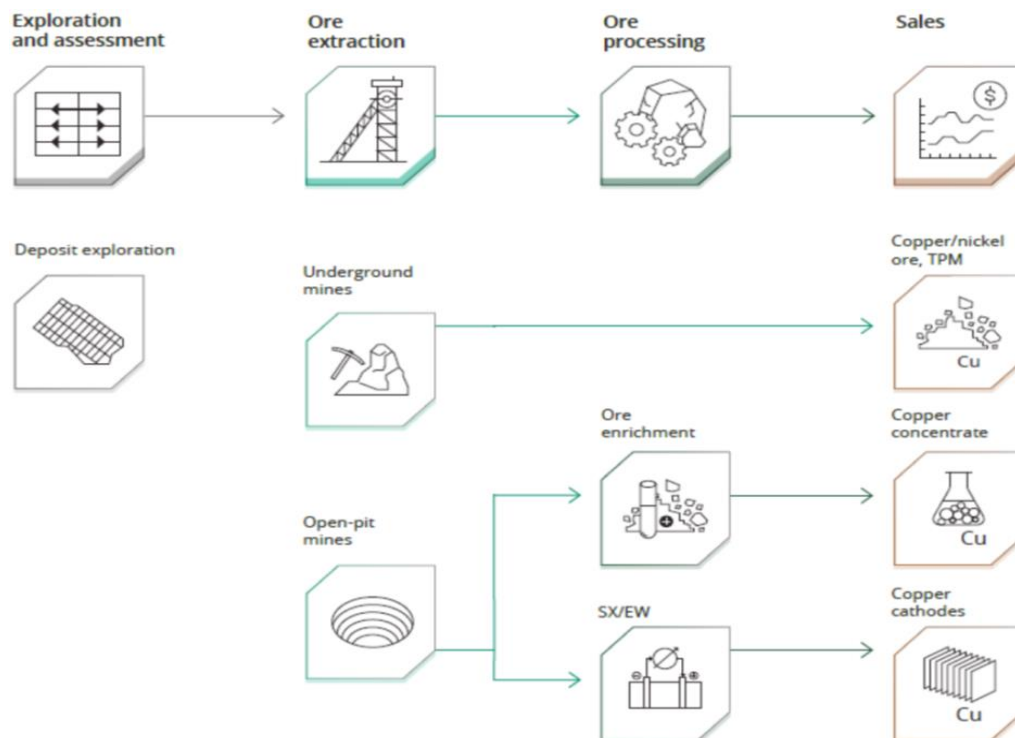 Exploration
and assessment
Ore
extraction
Ore
processing
Sales
$
Deposit exploration
Underground
mines
Copper/nickel
ore, TPM
Cu
Ore
enrichment
Copper
concentrate
Cu
Open-pit
mines
SX/EW
Copper
cathodes
Cu